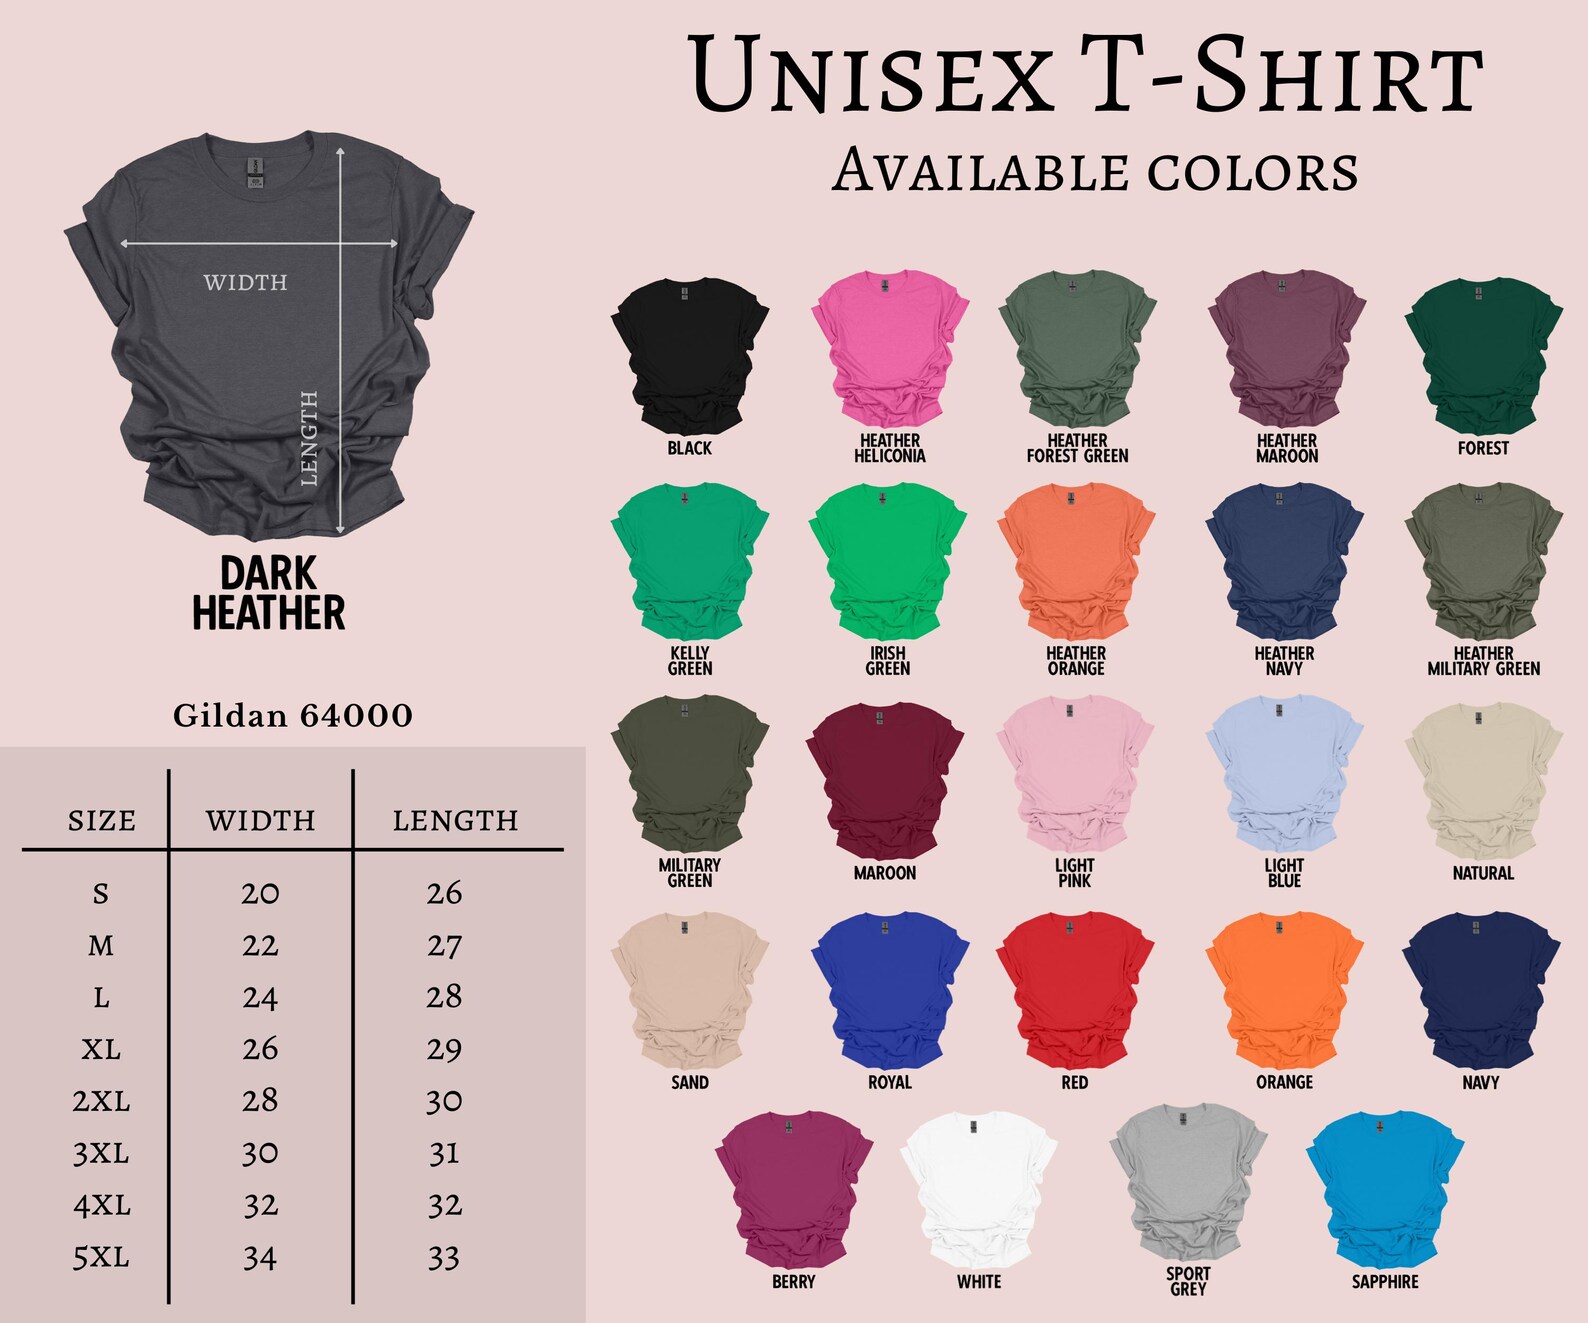 UNISEX T-SHIRT
AVAILABLE COLORS
WIDTH
LENGTH
DARK
HEATHER
Gildan 64000
SIZE WIDTH LENGTH
S 20 26
M 22 27
L 24 28
XL 26 29
2XL 28 30
3XL 30 31
4XL 32 32
5XL 34 33
BLACK
HEATHER
HELICONIA
HEATHER
FOREST GREEN
HEATHER
MAROON
FOREST
KELLY
GREEN
IRISH
GREEN
HEATHER
ORANGE
HEATHER
NAVY
HEATHER
MILITARY GREEN
MILITARY
GREEN
MAROON
LIGHT
PINK
LIGHT
BLUE
NATURAL
SAND
ROYAL
RED
ORANGE
NAVY
BERRY
WHITE
SPORT
GREY
SAPPHIRE